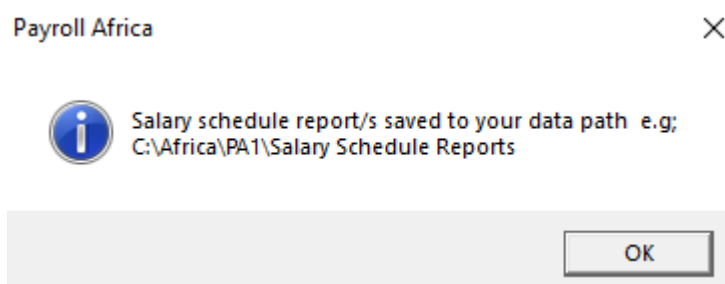 Payroll Africa
Salary schedule report/s saved to your data path  e.g;
C:\Africa\PA1\Salary Schedule Reports
OK